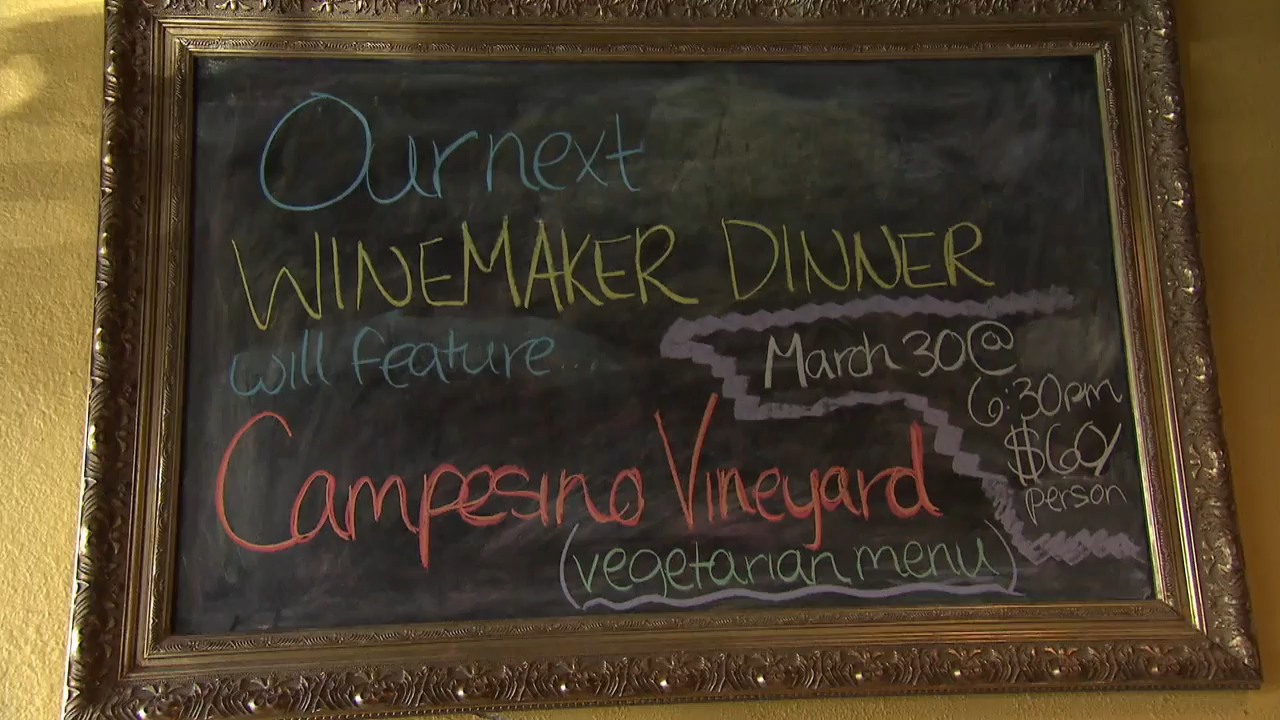 Our next
WINEMAKER DINNER
will feature...
March 30@
6:30pm
$60/
person
Campesino Vineyard
(vegetarian menu)